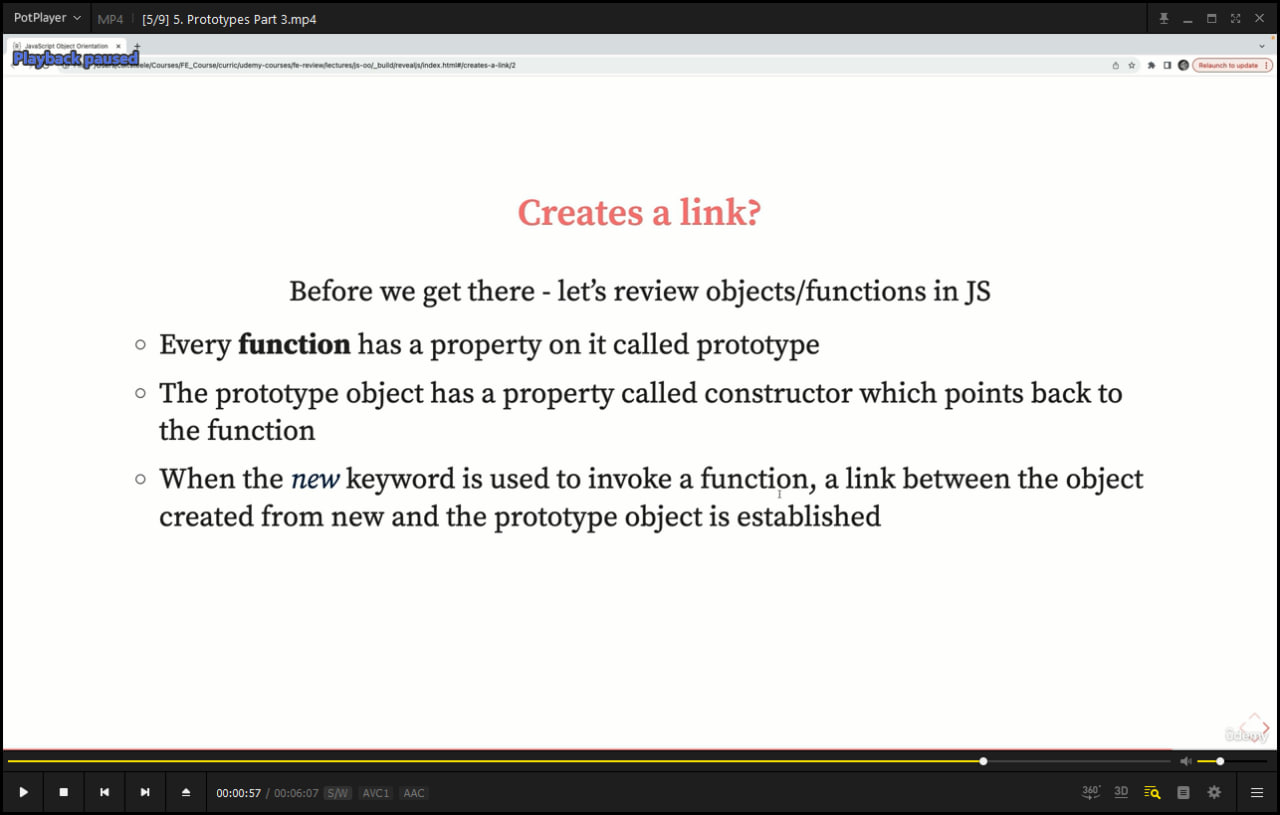 PotPlayer MP4 [5/9] 5. Prototypes Part 3.mp4
JavaScript Object Orientation
Playback paused
/Courses/FE_Course/curric/udemy-courses/fe-review/lectures/js-oo/_build/revealjs/index.html#/creates-a-link/2 Relaunch to update
Creates a link?
Before we get there - let's review objects/functions in JS
Every function has a property on it called prototype
The prototype object has a property called constructor which points back to
the function
When the new keyword is used to invoke a function, a link between the object
created from new and the prototype object is established
ûdemy
00:00:57 / 00:06:07 S/W AVC1 AAC 360° 3D